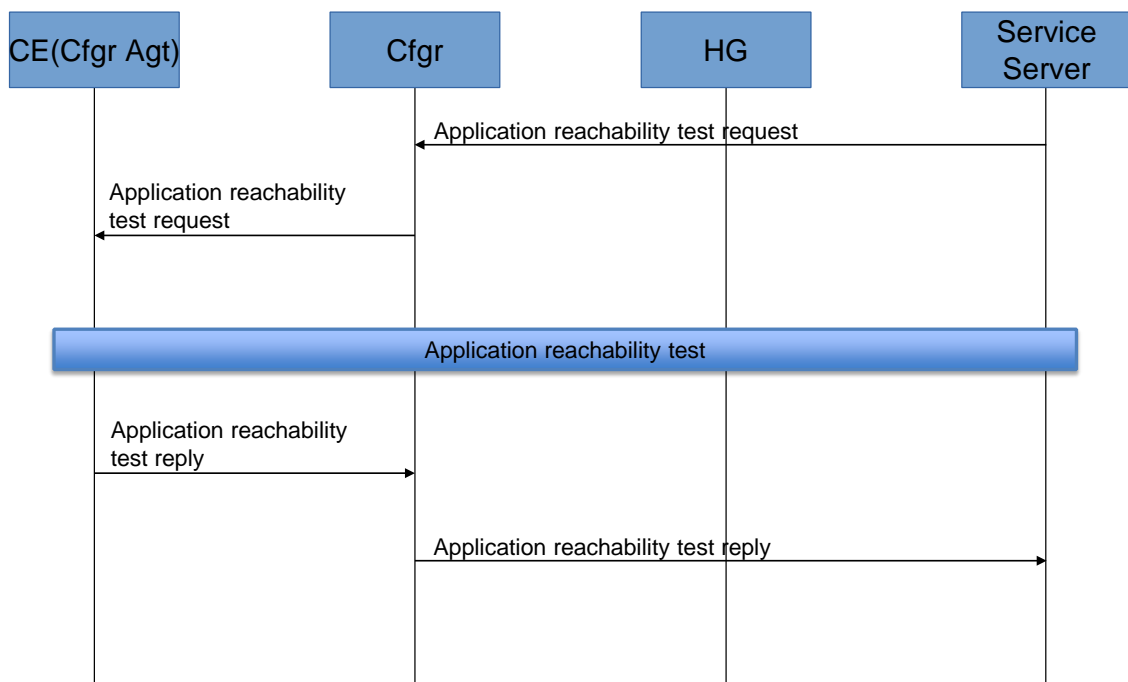 CE(Cfgr Agt)
Cfgr
HG
Service
Server
Application reachability test request
Application reachability
test request
Application reachability test
Application reachability
test reply
Application reachability test reply